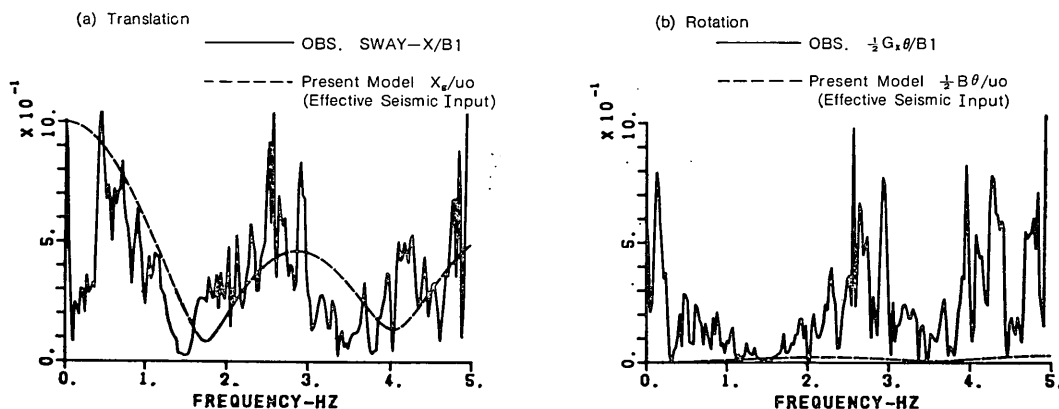 (a) Translation
OBS. SWAY-X/B1
Present Model Xg/uo
(Effective Seismic Input)
X 10⁻¹
10.
5.
0.
0. 1. 2. 3. 4. 5.
FREQUENCY-HZ
(b) Rotation
OBS. ½Gxθ/B1
Present Model ½Bθ/uo
(Effective Seismic Input)
X 10⁻¹
10.
5.
0.
0. 1. 2. 3. 4. 5.
FREQUENCY-HZ